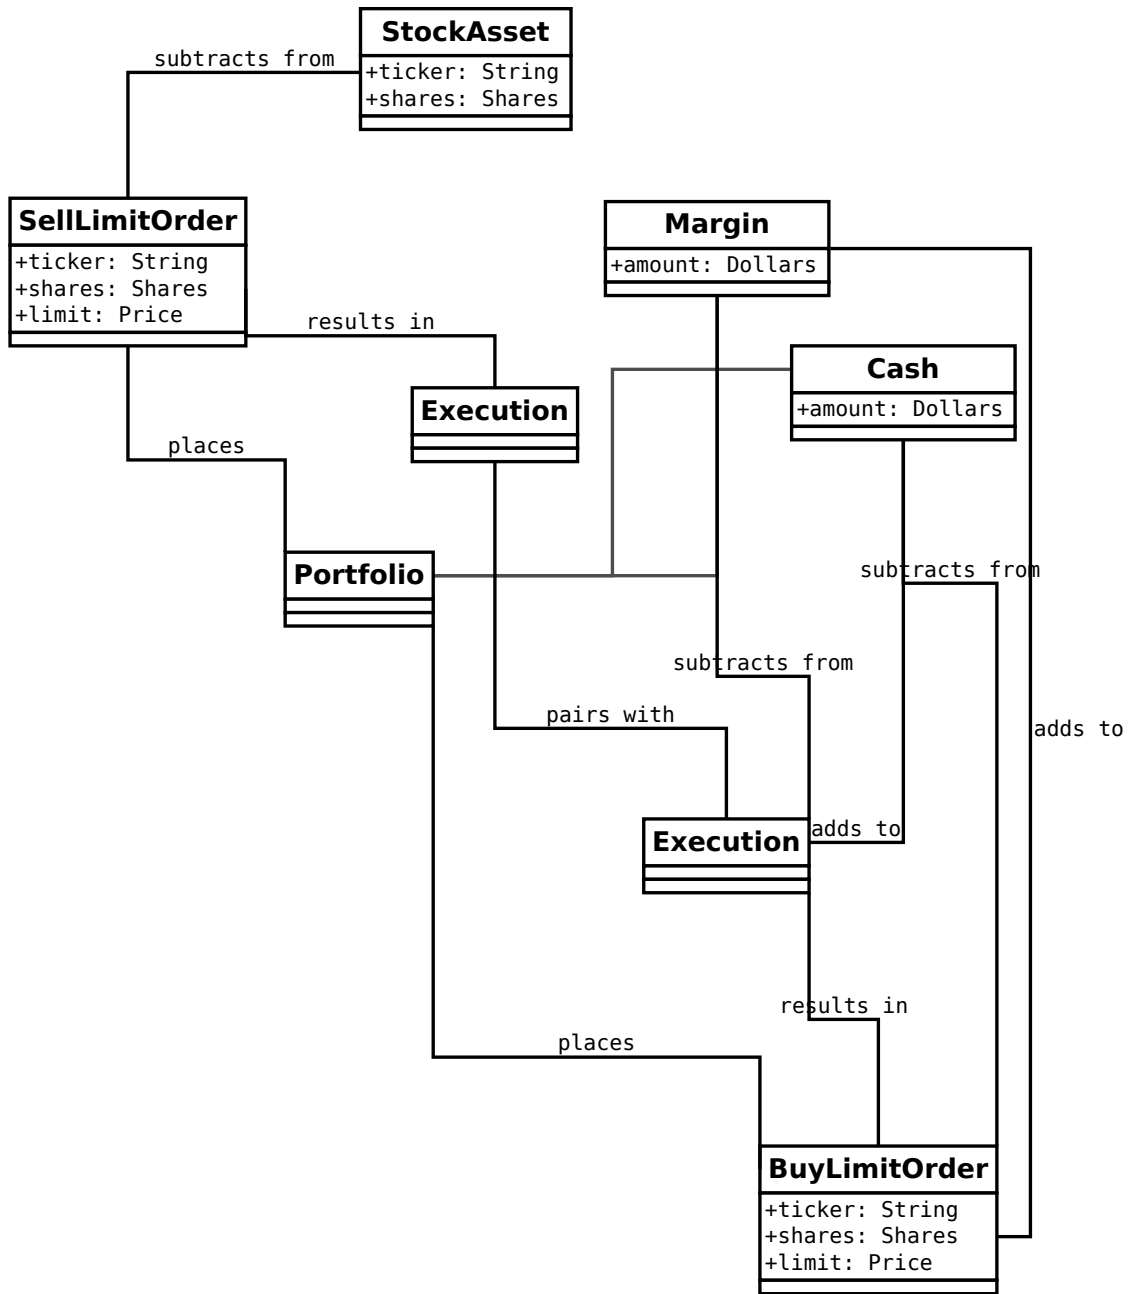 StockAsset
subtracts from
+ticker: String
+shares: Shares
SellLimitOrder
+ticker: String
+shares: Shares
+limit: Price
Margin
+amount: Dollars
results in
Cash
+amount: Dollars
Execution
places
Portfolio
subtracts from
subtracts from
pairs with
adds to
adds to
Execution
results in
places
BuyLimitOrder
+ticker: String
+shares: Shares
+limit: Price